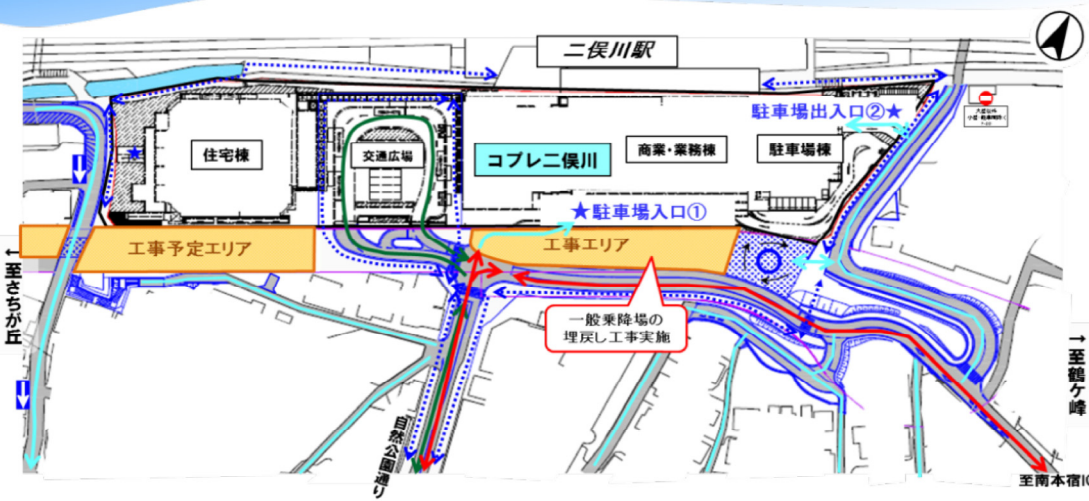 二俣川駅
駐車場出入口②★
住宅棟
交通広場
コプレ二俣川
商業・業務棟
駐車場棟
★
★駐車場入口①
工事予定エリア
工事エリア
一般乗降場の
埋戻し工事実施
←至さちが丘
→至鶴ケ峰
自然公園通り
至南本宿IC